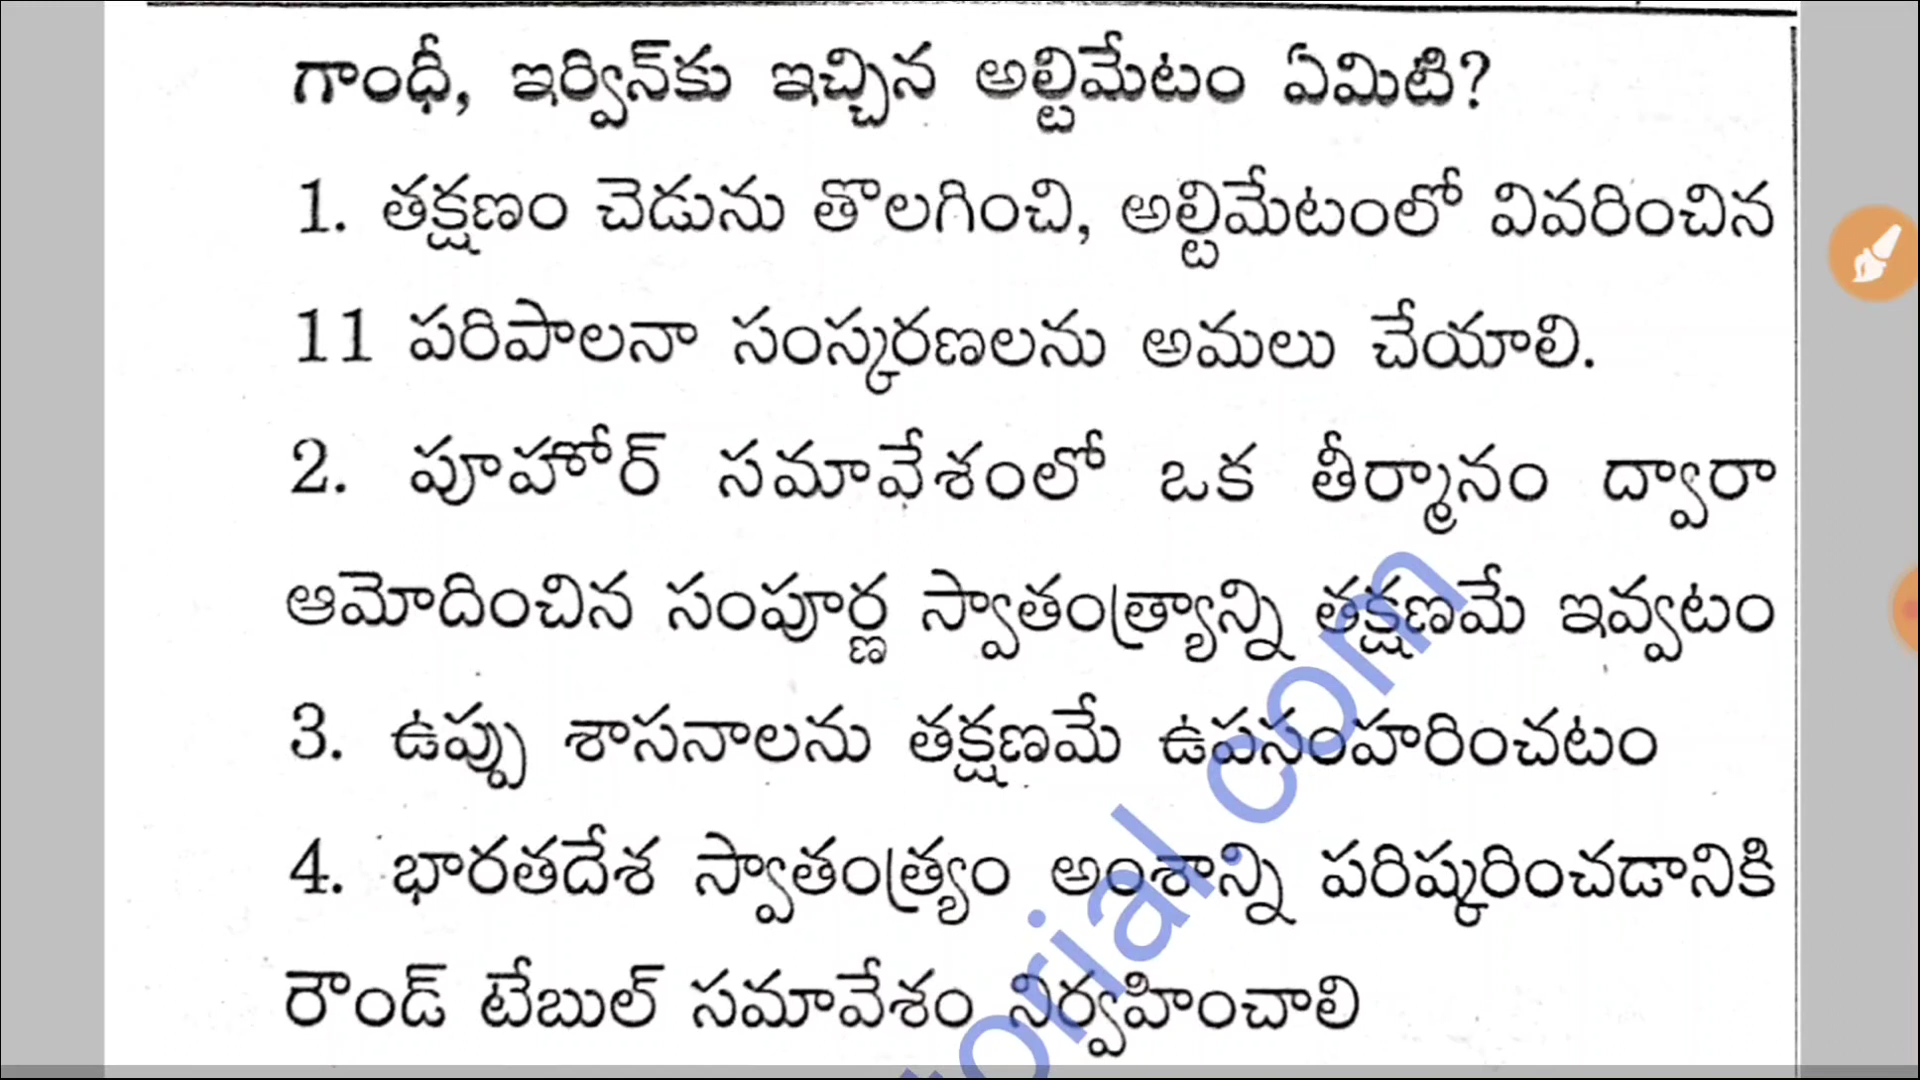 గాంధీ, ఇర్విన్‌కు ఇచ్చిన అల్టిమేటం ఏమిటి?
1. తక్షణం చెడును తొలగించి, అల్టిమేటంలో వివరించిన
11 పరిపాలనా సంస్కరణలను అమలు చేయాలి.
2. పూహోర్ సమావేశంలో ఒక తీర్మానం ద్వారా
ఆమోదించిన సంపూర్ణ స్వాతంత్ర్యాన్ని తక్షణమే ఇవ్వటం
3. ఉప్పు శాసనాలను తక్షణమే ఉపసంహరించటం
4. భారతదేశ స్వాతంత్ర్యం అంశాన్ని పరిష్కరించడానికి
రౌండ్ టేబుల్ సమావేశం నిర్వహించాలి
orial.com